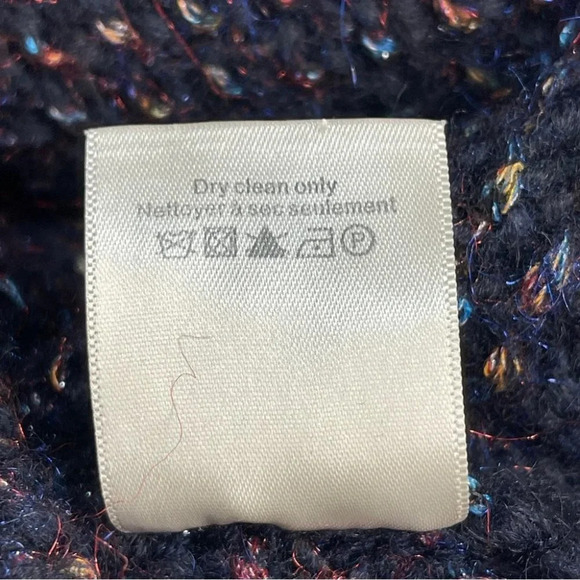 Dry clean only
Nettoyer à sec seulement
P